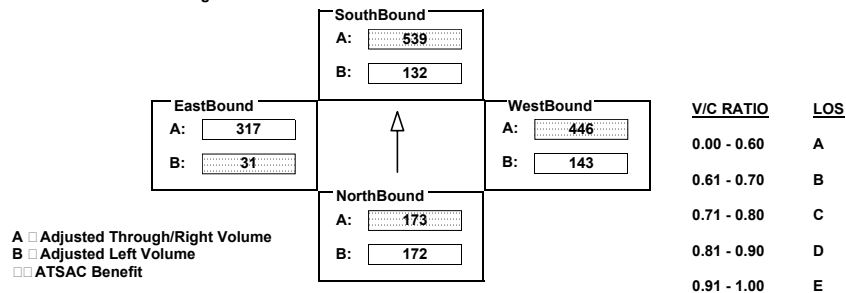 SouthBound
A: 539
B: 132
EastBound
A: 317
B: 31
WestBound
A: 446
B: 143
NorthBound
A: 173
B: 172
A □ Adjusted Through/Right Volume
B □ Adjusted Left Volume
□□ ATSAC Benefit
V/C RATIO LOS
0.00 - 0.60 A
0.61 - 0.70 B
0.71 - 0.80 C
0.81 - 0.90 D
0.91 - 1.00 E